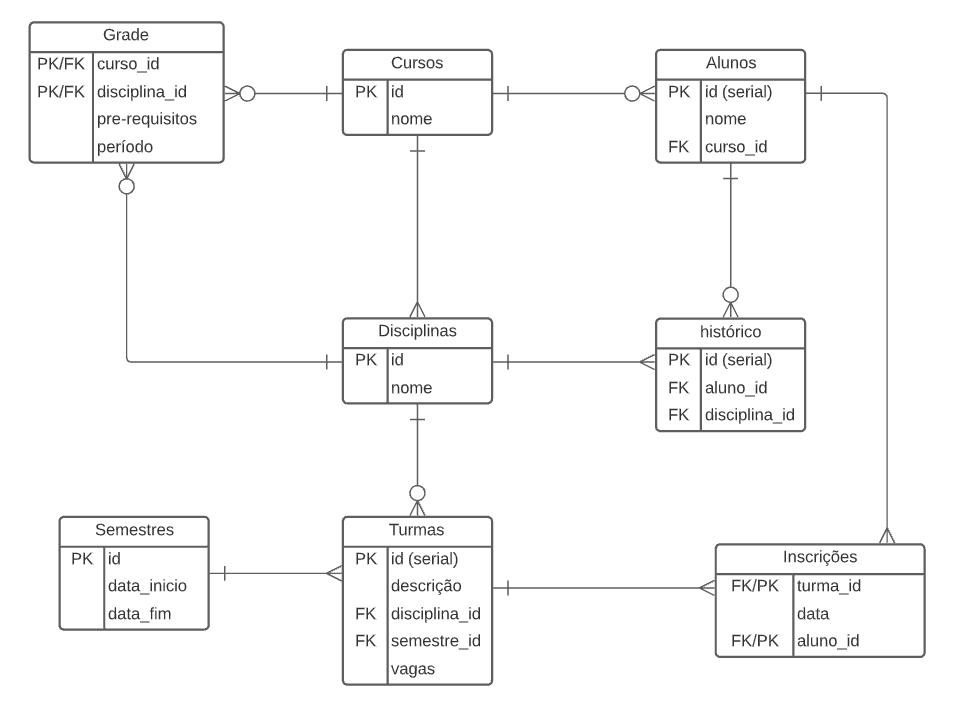 Grade
PK/FK curso_id
PK/FK disciplina_id
pre-requisitos
período
Cursos
PK id
nome
Alunos
PK id (serial)
nome
FK curso_id
Disciplinas
PK id
nome
histórico
PK id (serial)
FK aluno_id
FK disciplina_id
Semestres
PK id
data_inicio
data_fim
Turmas
PK id (serial)
descrição
FK disciplina_id
FK semestre_id
vagas
Inscrições
FK/PK turma_id
data
FK/PK aluno_id